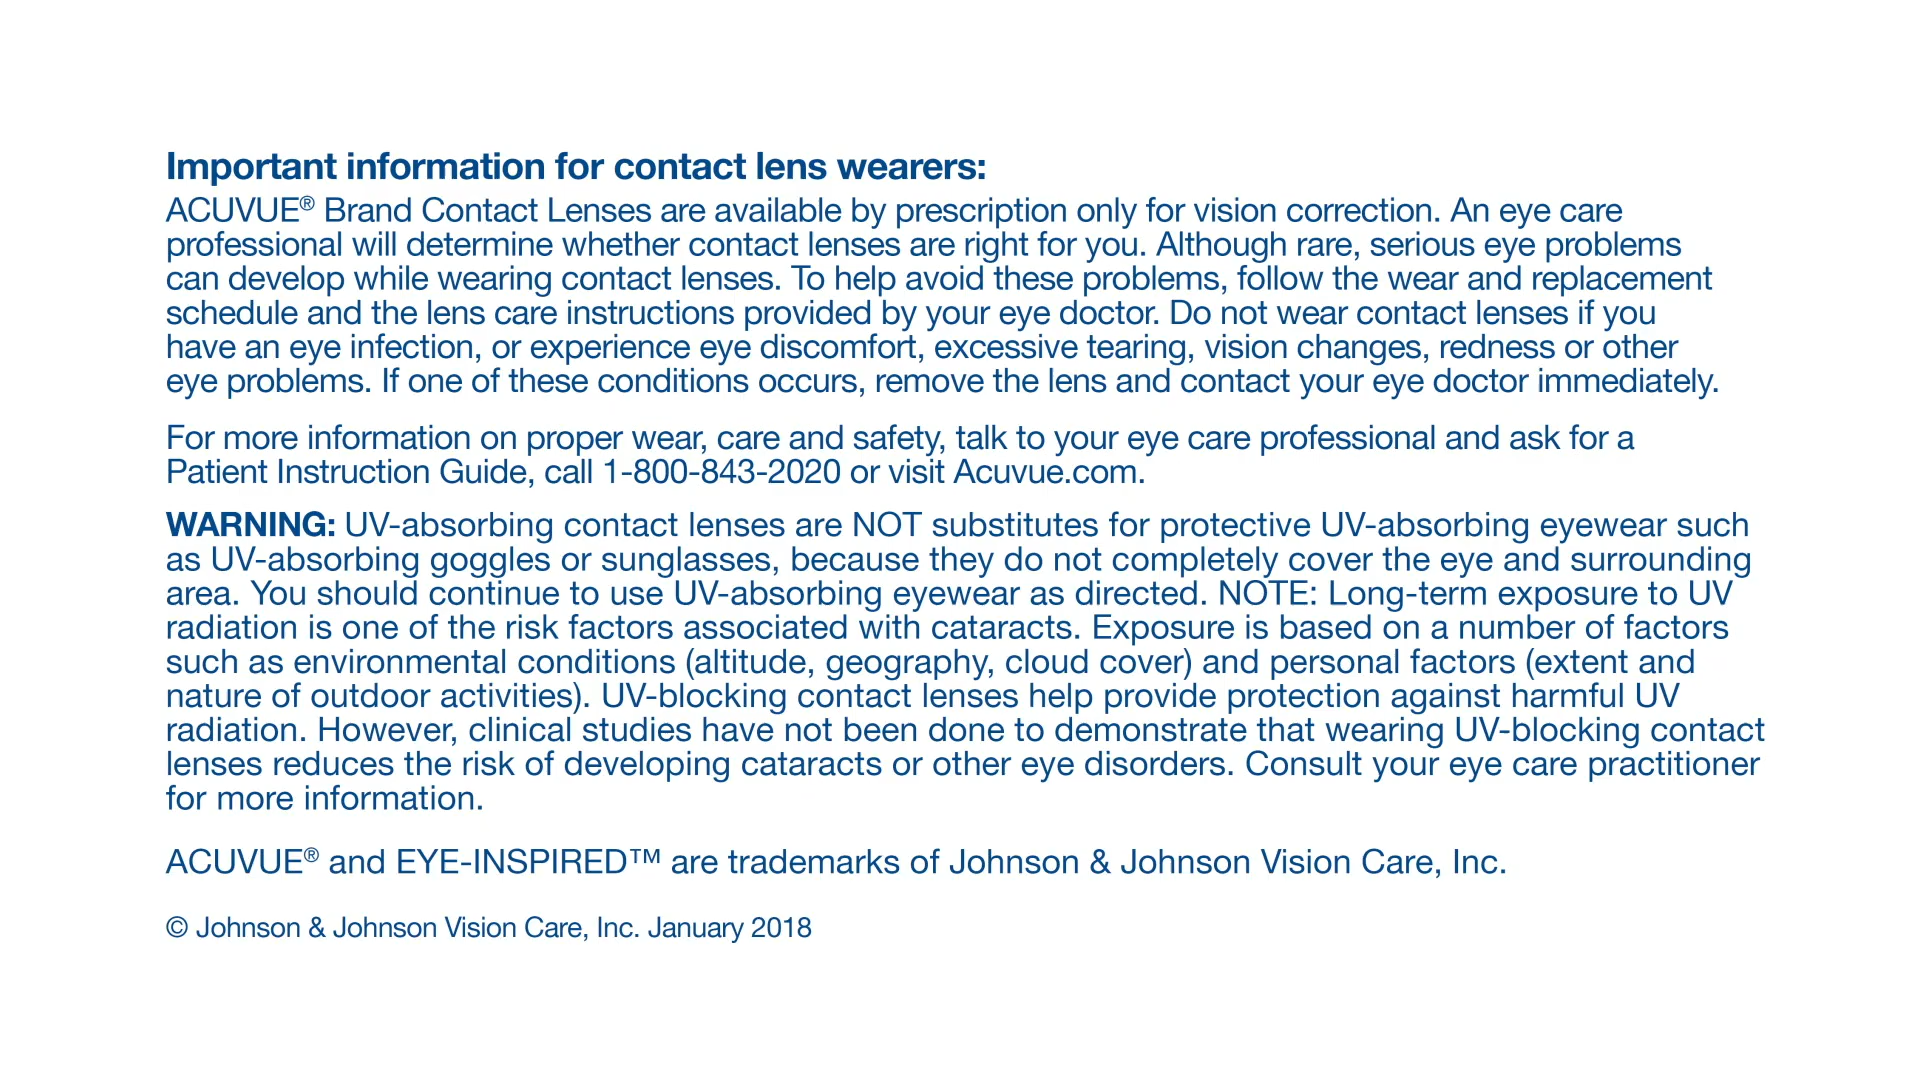 Important information for contact lens wearers:
ACUVUE® Brand Contact Lenses are available by prescription only for vision correction. An eye care
professional will determine whether contact lenses are right for you. Although rare, serious eye problems
can develop while wearing contact lenses. To help avoid these problems, follow the wear and replacement
schedule and the lens care instructions provided by your eye doctor. Do not wear contact lenses if you
have an eye infection, or experience eye discomfort, excessive tearing, vision changes, redness or other
eye problems. If one of these conditions occurs, remove the lens and contact your eye doctor immediately.
For more information on proper wear, care and safety, talk to your eye care professional and ask for a
Patient Instruction Guide, call 1-800-843-2020 or visit Acuvue.com.
WARNING: UV-absorbing contact lenses are NOT substitutes for protective UV-absorbing eyewear such
as UV-absorbing goggles or sunglasses, because they do not completely cover the eye and surrounding
area. You should continue to use UV-absorbing eyewear as directed. NOTE: Long-term exposure to UV
radiation is one of the risk factors associated with cataracts. Exposure is based on a number of factors
such as environmental conditions (altitude, geography, cloud cover) and personal factors (extent and
nature of outdoor activities). UV-blocking contact lenses help provide protection against harmful UV
radiation. However, clinical studies have not been done to demonstrate that wearing UV-blocking contact
lenses reduces the risk of developing cataracts or other eye disorders. Consult your eye care practitioner
for more information.
ACUVUE® and EYE-INSPIRED™ are trademarks of Johnson & Johnson Vision Care, Inc.
© Johnson & Johnson Vision Care, Inc. January 2018